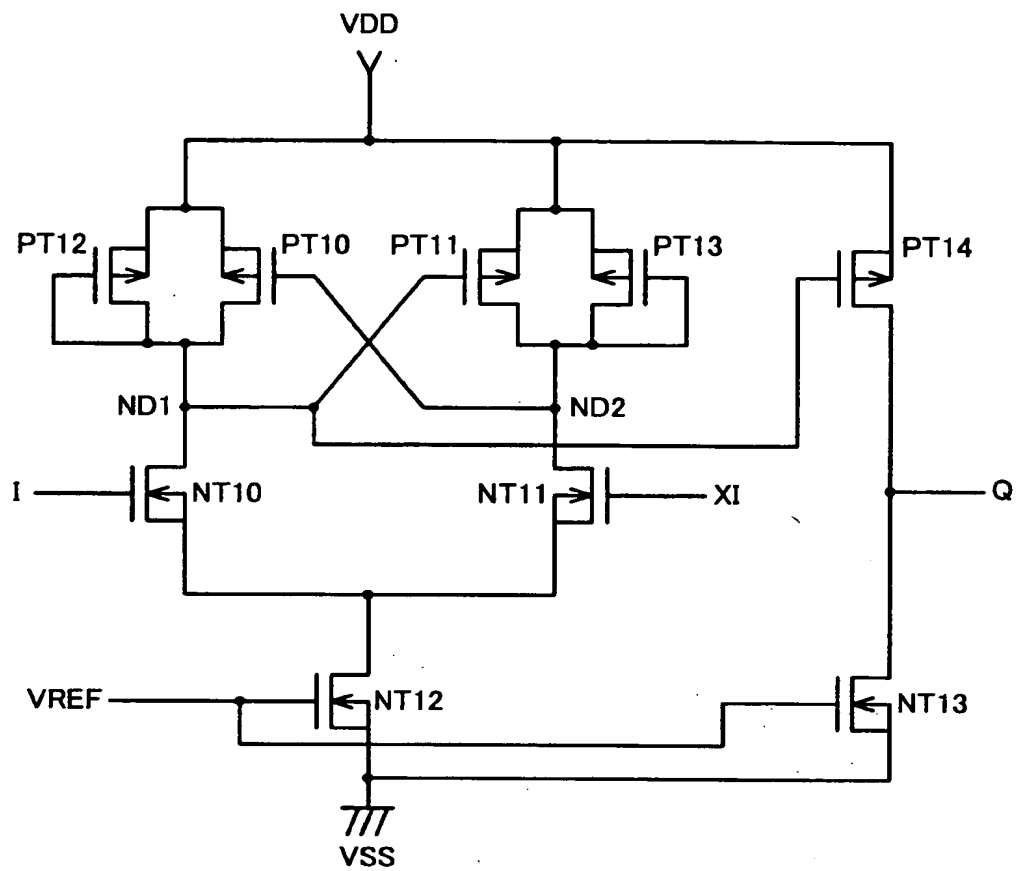 VDD
PT12
PT10
PT11
PT13
PT14
ND1
ND2
I
NT10
NT11
XI
Q
VREF
NT12
NT13
VSS